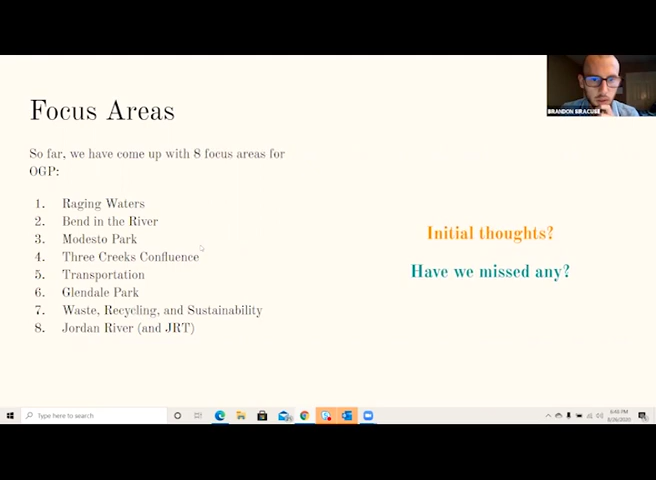 Focus Areas
So far, we have come up with 8 focus areas for
OGP:
1. Raging Waters
2. Bend in the River
3. Modesto Park
4. Three Creeks Confluence
5. Transportation
6. Glendale Park
7. Waste, Recycling, and Sustainability
8. Jordan River (and JRT)
Initial thoughts?
Have we missed any?
BRANDON
Type here to search